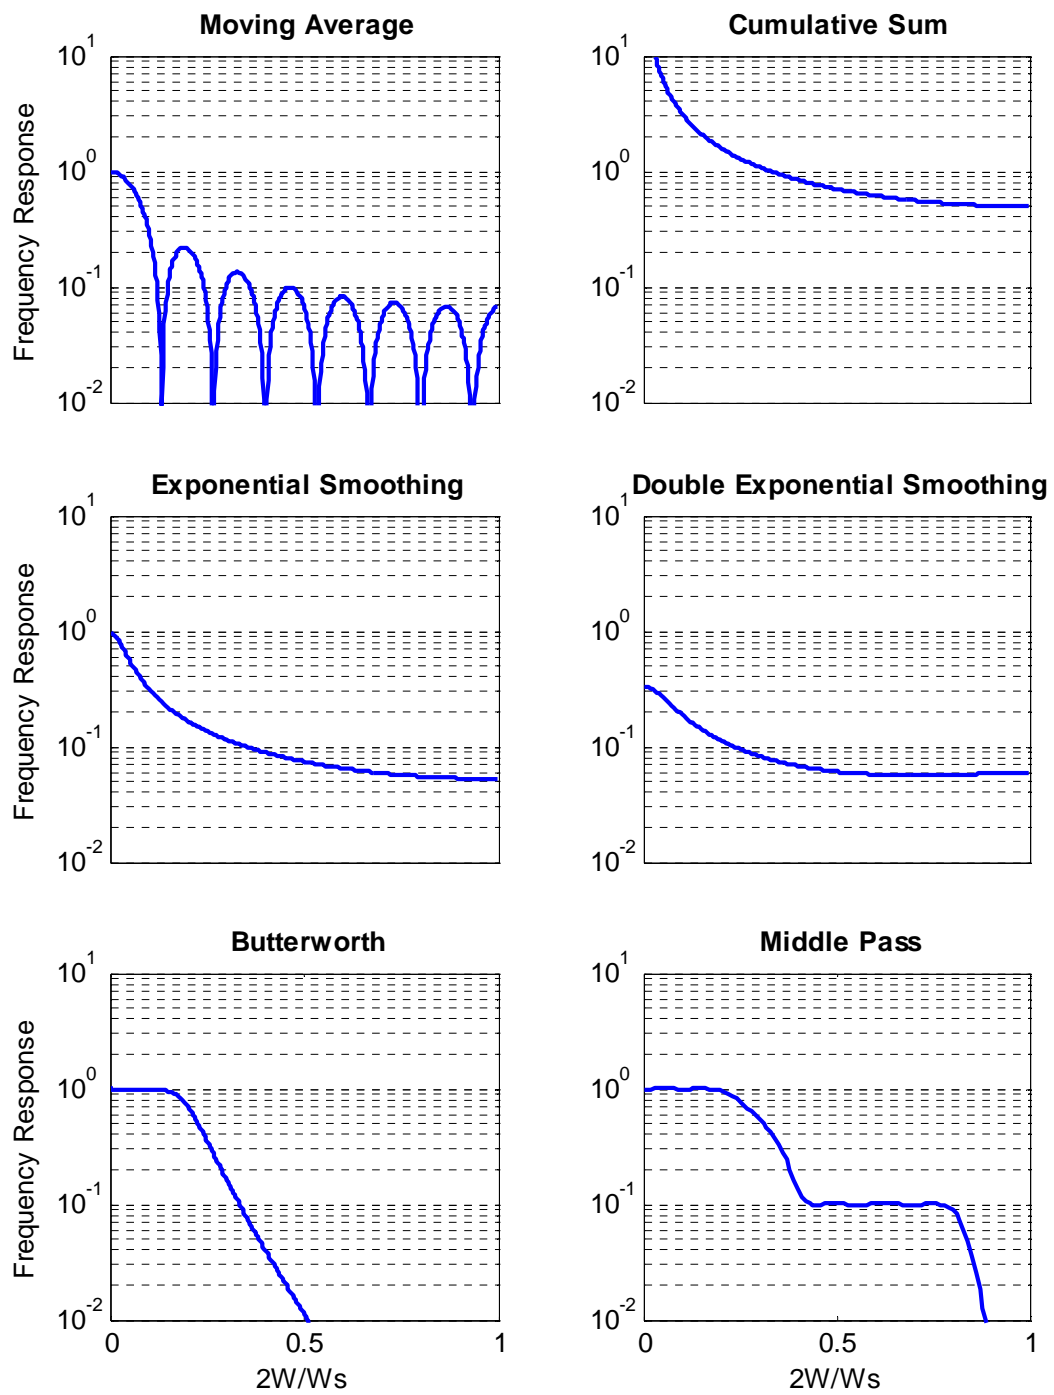 Moving Average
Cumulative Sum
Frequency Response
10^1
10^0
10^-1
10^-2
10^1
10^0
10^-1
10^-2
Exponential Smoothing
Double Exponential Smoothing
Frequency Response
10^1
10^0
10^-1
10^-2
10^1
10^0
10^-1
10^-2
Butterworth
Middle Pass
Frequency Response
10^1
10^0
10^-1
10^-2
0 0.5 1
2W/Ws
10^1
10^0
10^-1
10^-2
0 0.5 1
2W/Ws